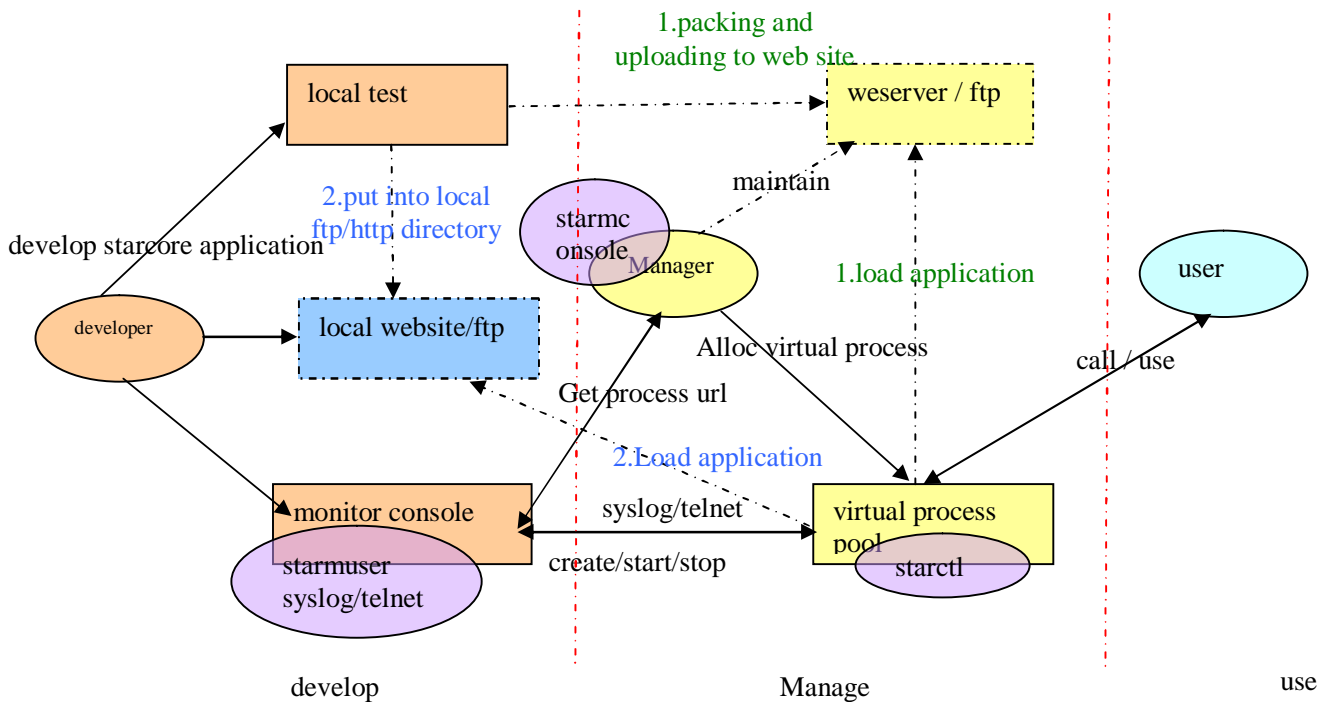 1.packing and
uploading to web site
local test
weserver / ftp
2.put into local
ftp/http directory
maintain
starmc
onsole
Manager
develop starcore application
1.load application
user
developer
local website/ftp
Alloc virtual process
call / use
Get process url
2.Load application
monitor console
syslog/telnet
virtual process
pool
create/start/stop
starmuser
syslog/telnet
starctl
develop
Manage
use